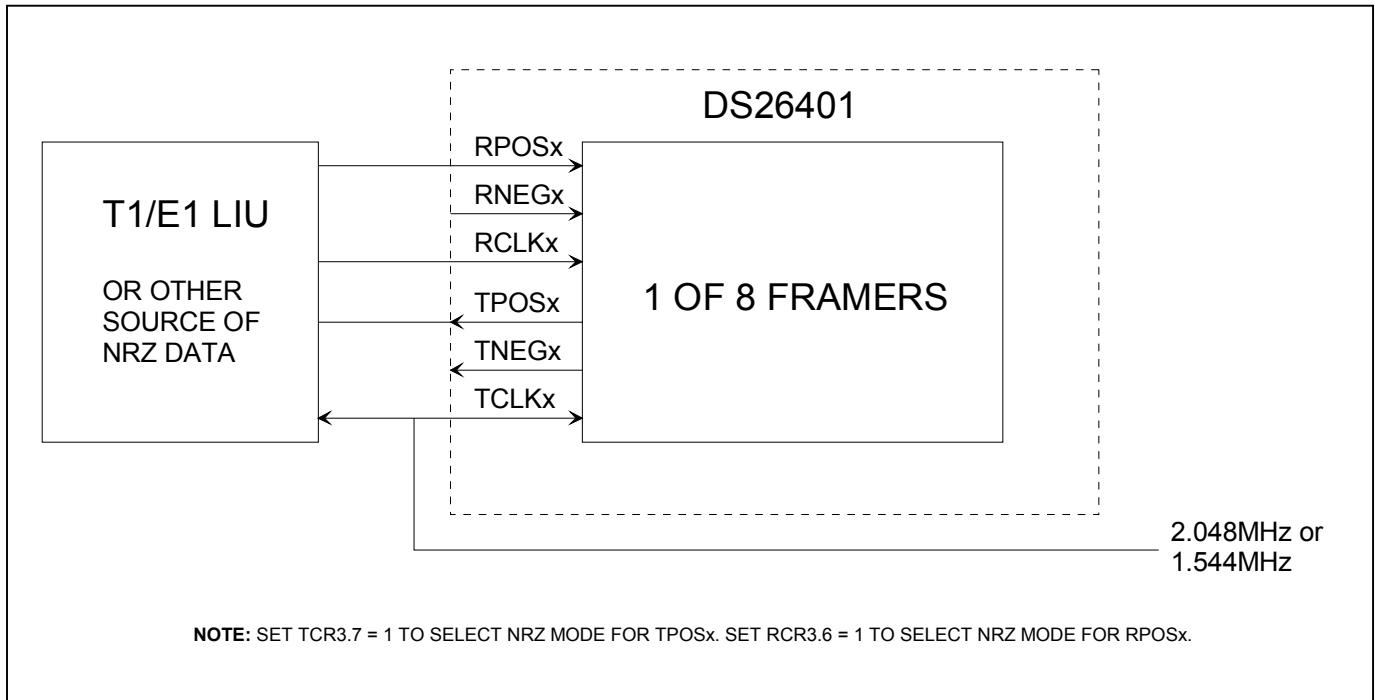 DS26401
T1/E1 LIU
OR OTHER
SOURCE OF
NRZ DATA
RPOSx
RNEGx
RCLKx
TPOSx
TNEGx
TCLKx
1 OF 8 FRAMERS
2.048MHz or
1.544MHz
NOTE: SET TCR3.7 = 1 TO SELECT NRZ MODE FOR TPOSx. SET RCR3.6 = 1 TO SELECT NRZ MODE FOR RPOSx.